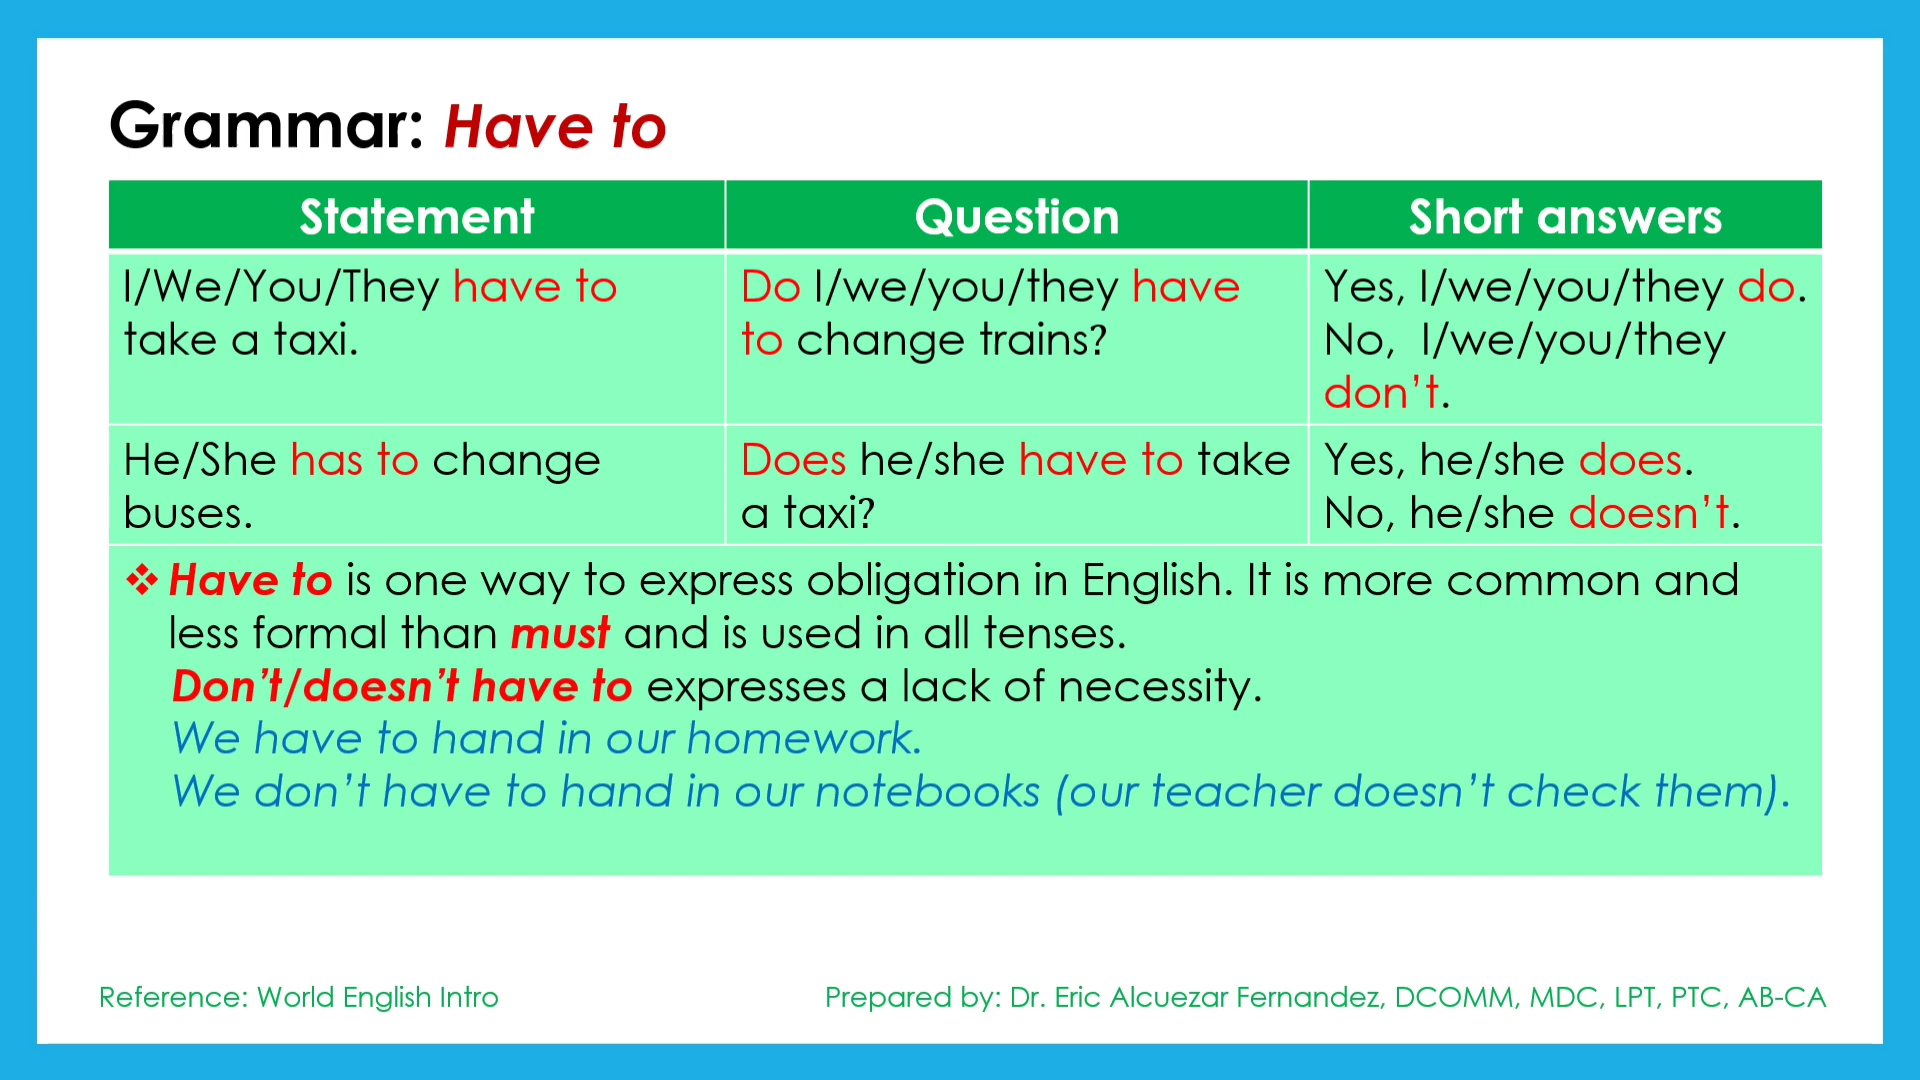 Grammar: Have to
Statement
Question
Short answers
I/We/You/They have to
take a taxi.
Do I/we/you/they have
to change trains?
Yes, I/we/you/they do.
No,  I/we/you/they
don’t.
He/She has to change
buses.
Does he/she have to take
a taxi?
Yes, he/she does.
No, he/she doesn’t.
❖ Have to is one way to express obligation in English. It is more common and
less formal than must and is used in all tenses.
Don’t/doesn’t have to expresses a lack of necessity.
We have to hand in our homework.
We don’t have to hand in our notebooks (our teacher doesn’t check them).
Reference: World English Intro
Prepared by: Dr. Eric Alcuezar Fernandez, DCOMM, MDC, LPT, PTC, AB-CA